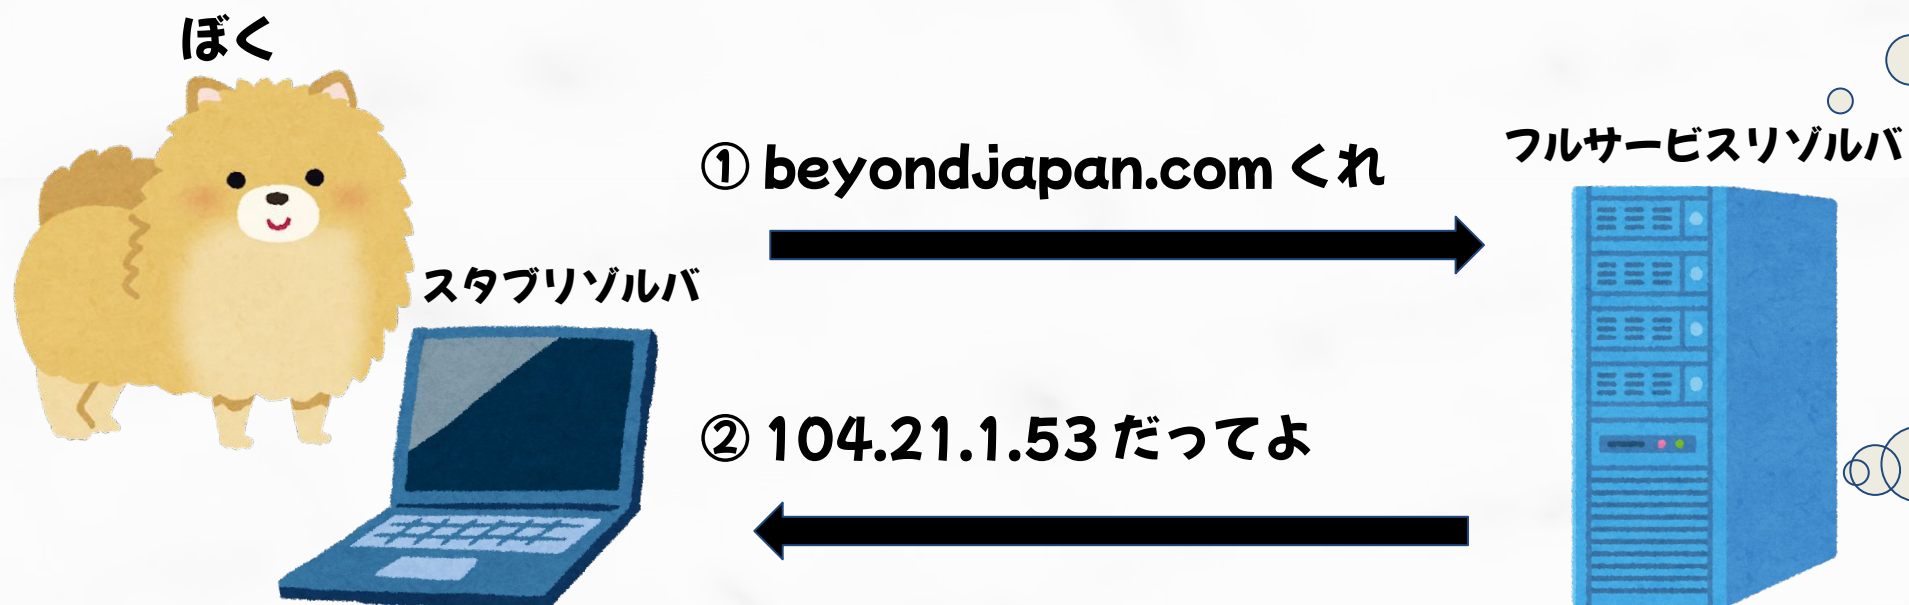 ぼく
① beyondjapan.com くれ
フルサービスリゾルバ
スタブリゾルバ
② 104.21.1.53 だってよ